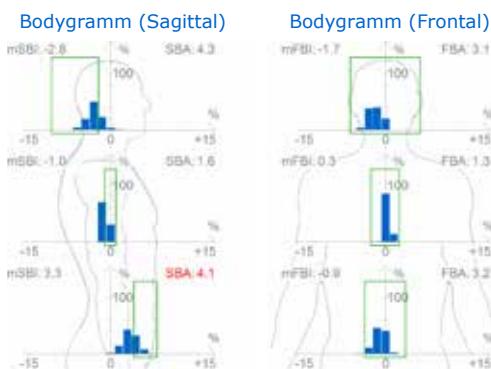 Bodygramm (Sagittal) Bodygramm (Frontal)
mSBI: -2.8 % SBA: 4.3 mFBI: -1.7 % FBA: 3.1
100 100
% %
-15 0 +15 -15 0 +15
mSBI: -1.0 % SBA: 1.6 mFBI: 0.3 % FBA: 1.3
100 100
% %
-15 0 +15 -15 0 +15
mSBI: 3.3 % SBA: 4.1 mFBI: -0.9 % FBA: 3.2
100 100
% %
-15 0 +15 -15 0 +15